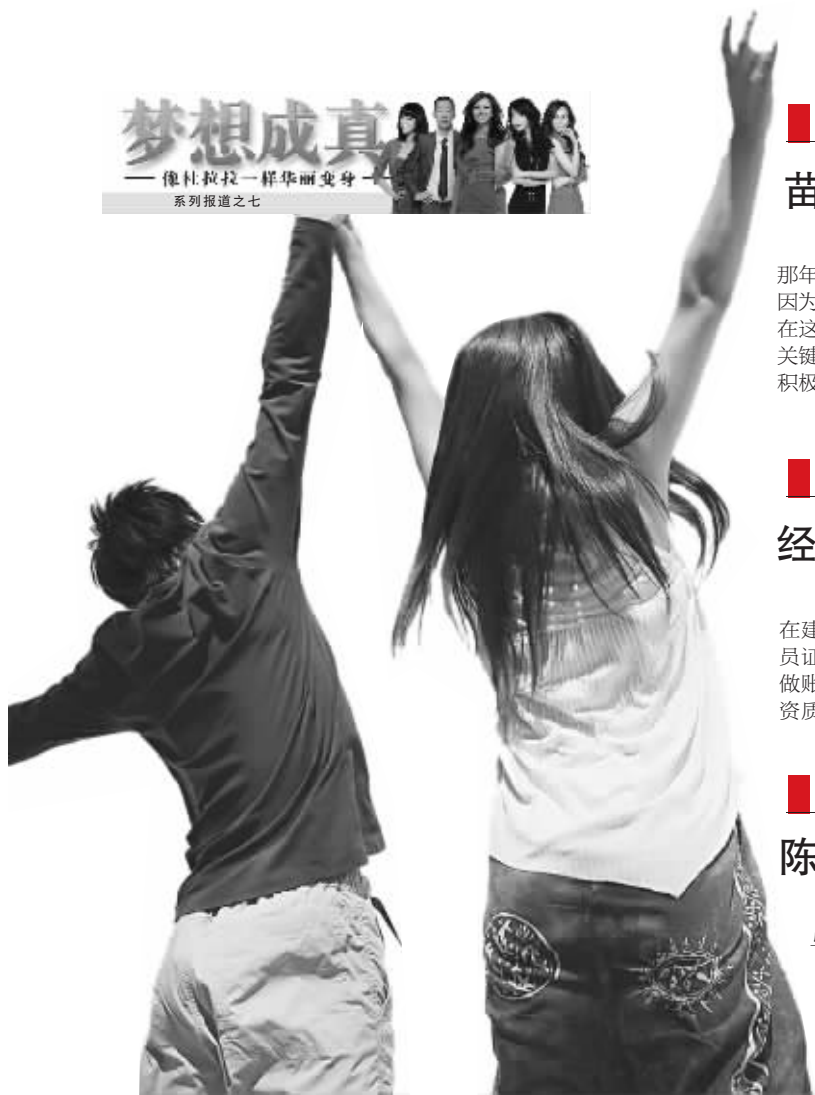 梦想成真
像杜拉拉一样华丽变身
系列报道之七
苗
那年
因为
在这
关键
积极
经
在建
员证
做账
资质
陈